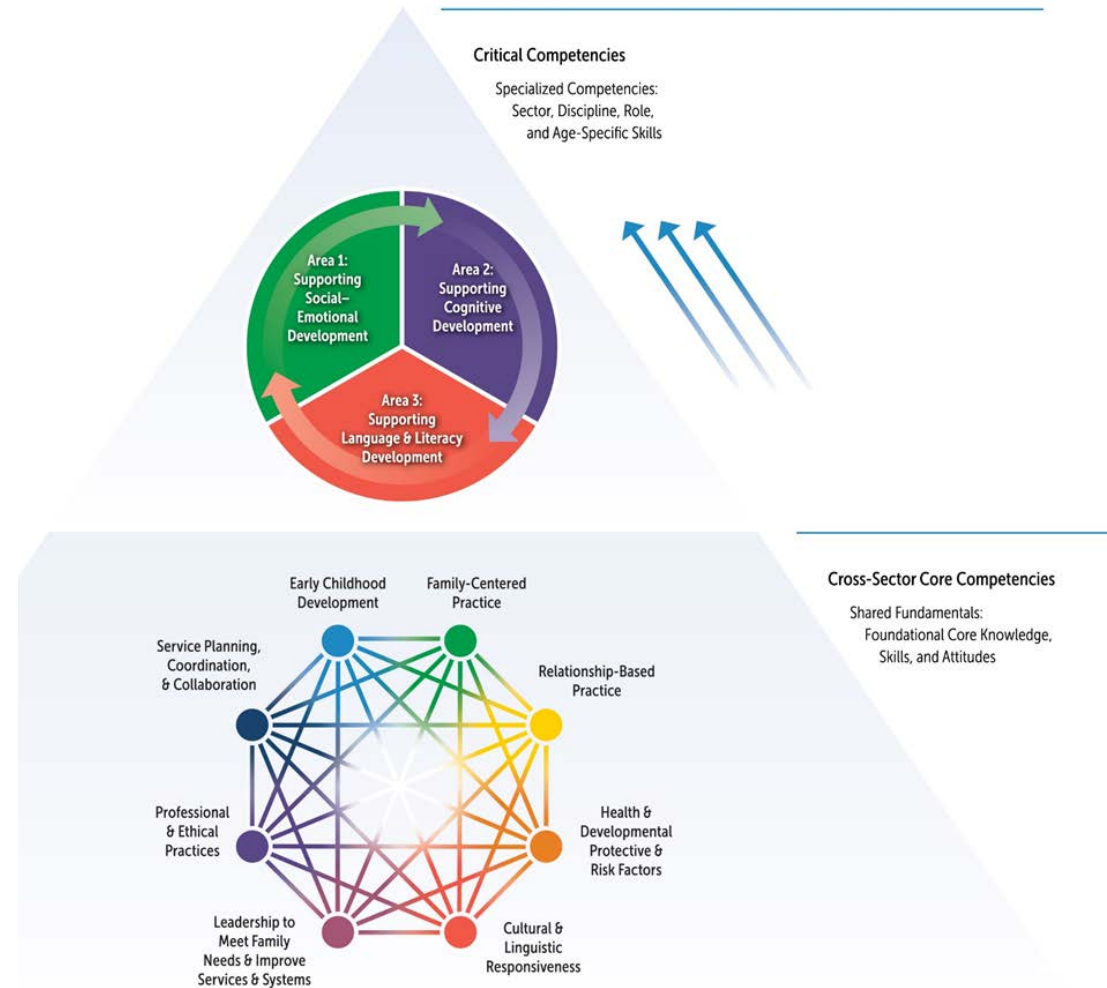 Critical Competencies
Specialized Competencies:
Sector, Discipline, Role,
and Age-Specific Skills
Area 1:
Supporting
Social–
Emotional
Development
Area 2:
Supporting
Cognitive
Development
Area 3:
Supporting
Language & Literacy
Development
Cross-Sector Core Competencies
Shared Fundamentals:
Foundational Core Knowledge,
Skills, and Attitudes
Early Childhood
Development
Family-Centered
Practice
Service Planning,
Coordination,
& Collaboration
Relationship-Based
Practice
Professional
& Ethical
Practices
Health &
Developmental
Protective &
Risk Factors
Leadership to
Meet Family
Needs & Improve
Services & Systems
Cultural &
Linguistic
Responsiveness